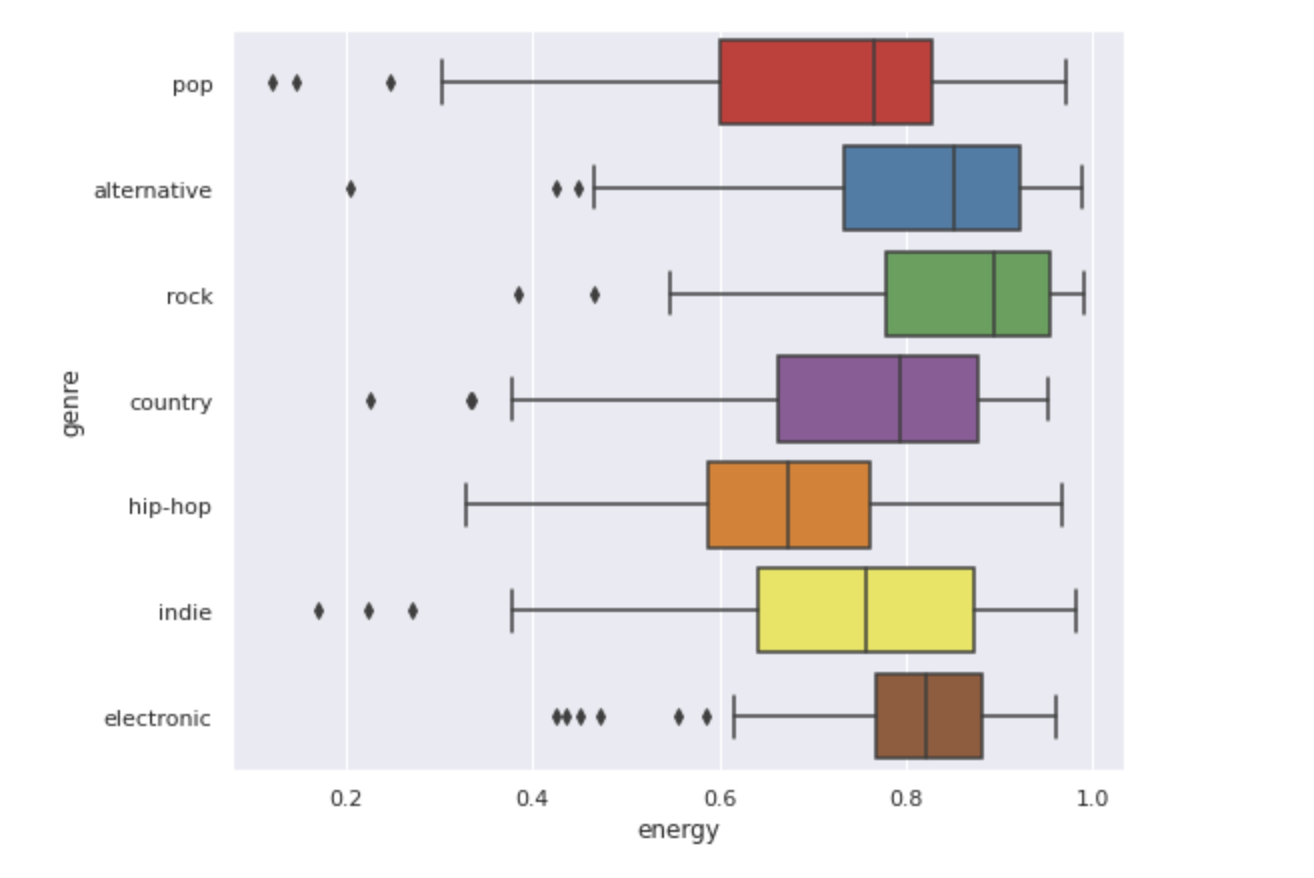 pop
alternative
rock
country
hip-hop
indie
electronic
genre
0.2 0.4 0.6 0.8 1.0
energy